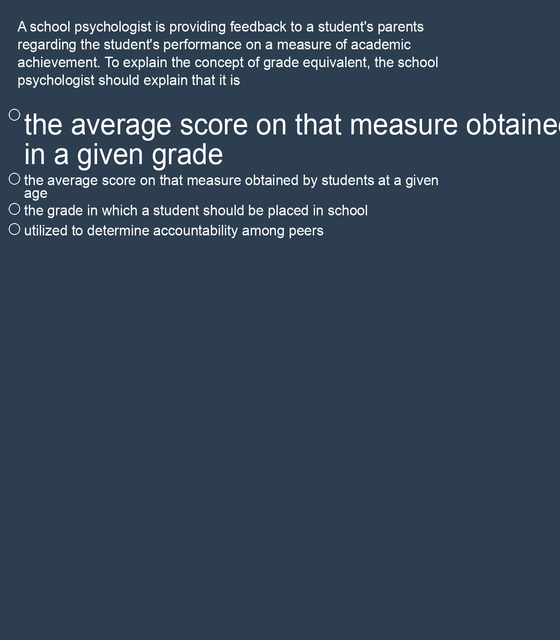 A school psychologist is providing feedback to a student's parents
regarding the student's performance on a measure of academic
achievement. To explain the concept of grade equivalent, the school
psychologist should explain that it is
the average score on that measure obtaine
in a given grade
the average score on that measure obtained by students at a given
age
the grade in which a student should be placed in school
utilized to determine accountability among peers